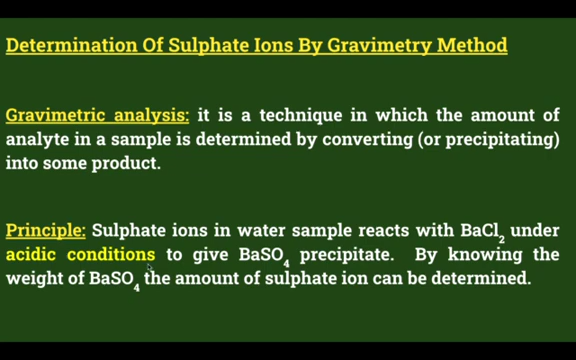 Determination Of Sulphate Ions By Gravimetry Method
Gravimetric analysis: it is a technique in which the amount of
analyte in a sample is determined by converting (or precipitating)
into some product.
Principle: Sulphate ions in water sample reacts with BaCl₂ under
acidic conditions to give BaSO₄ precipitate. By knowing the
weight of BaSO₄ the amount of sulphate ion can be determined.